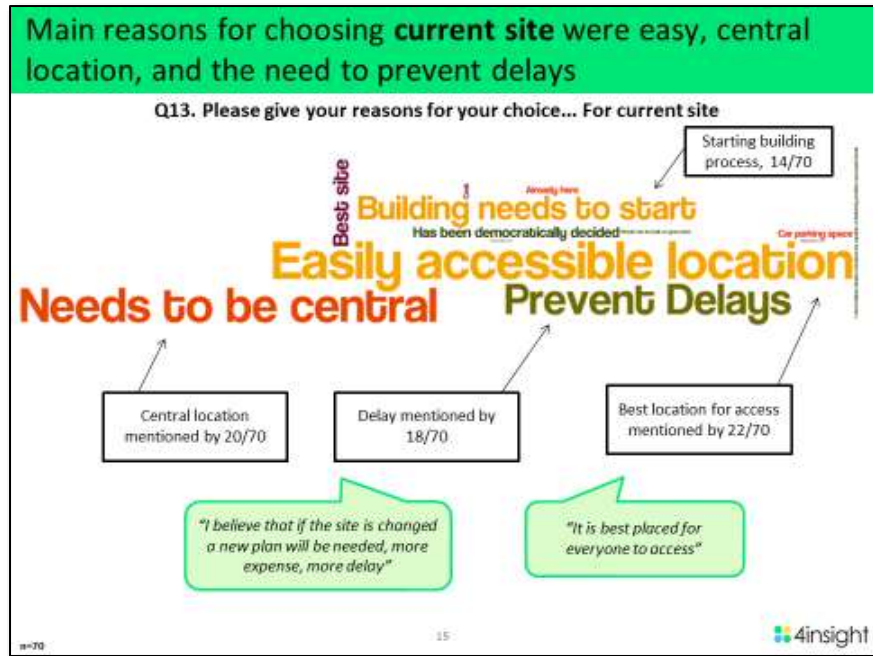 Main reasons for choosing current site were easy, central
location, and the need to prevent delays
Q13. Please give your reasons for your choice... For current site
Starting building
process, 14/70
Best site
Already here
Building needs to start
Has been democratically decided
Car parking space
Easily accessible location
Needs to be central
Prevent Delays
Central location
mentioned by 20/70
Delay mentioned by
18/70
Best location for access
mentioned by 22/70
"I believe that if the site is changed
a new plan will be needed, more
expense, more delay"
"It is best placed for
everyone to access"
n=70
15
4insight